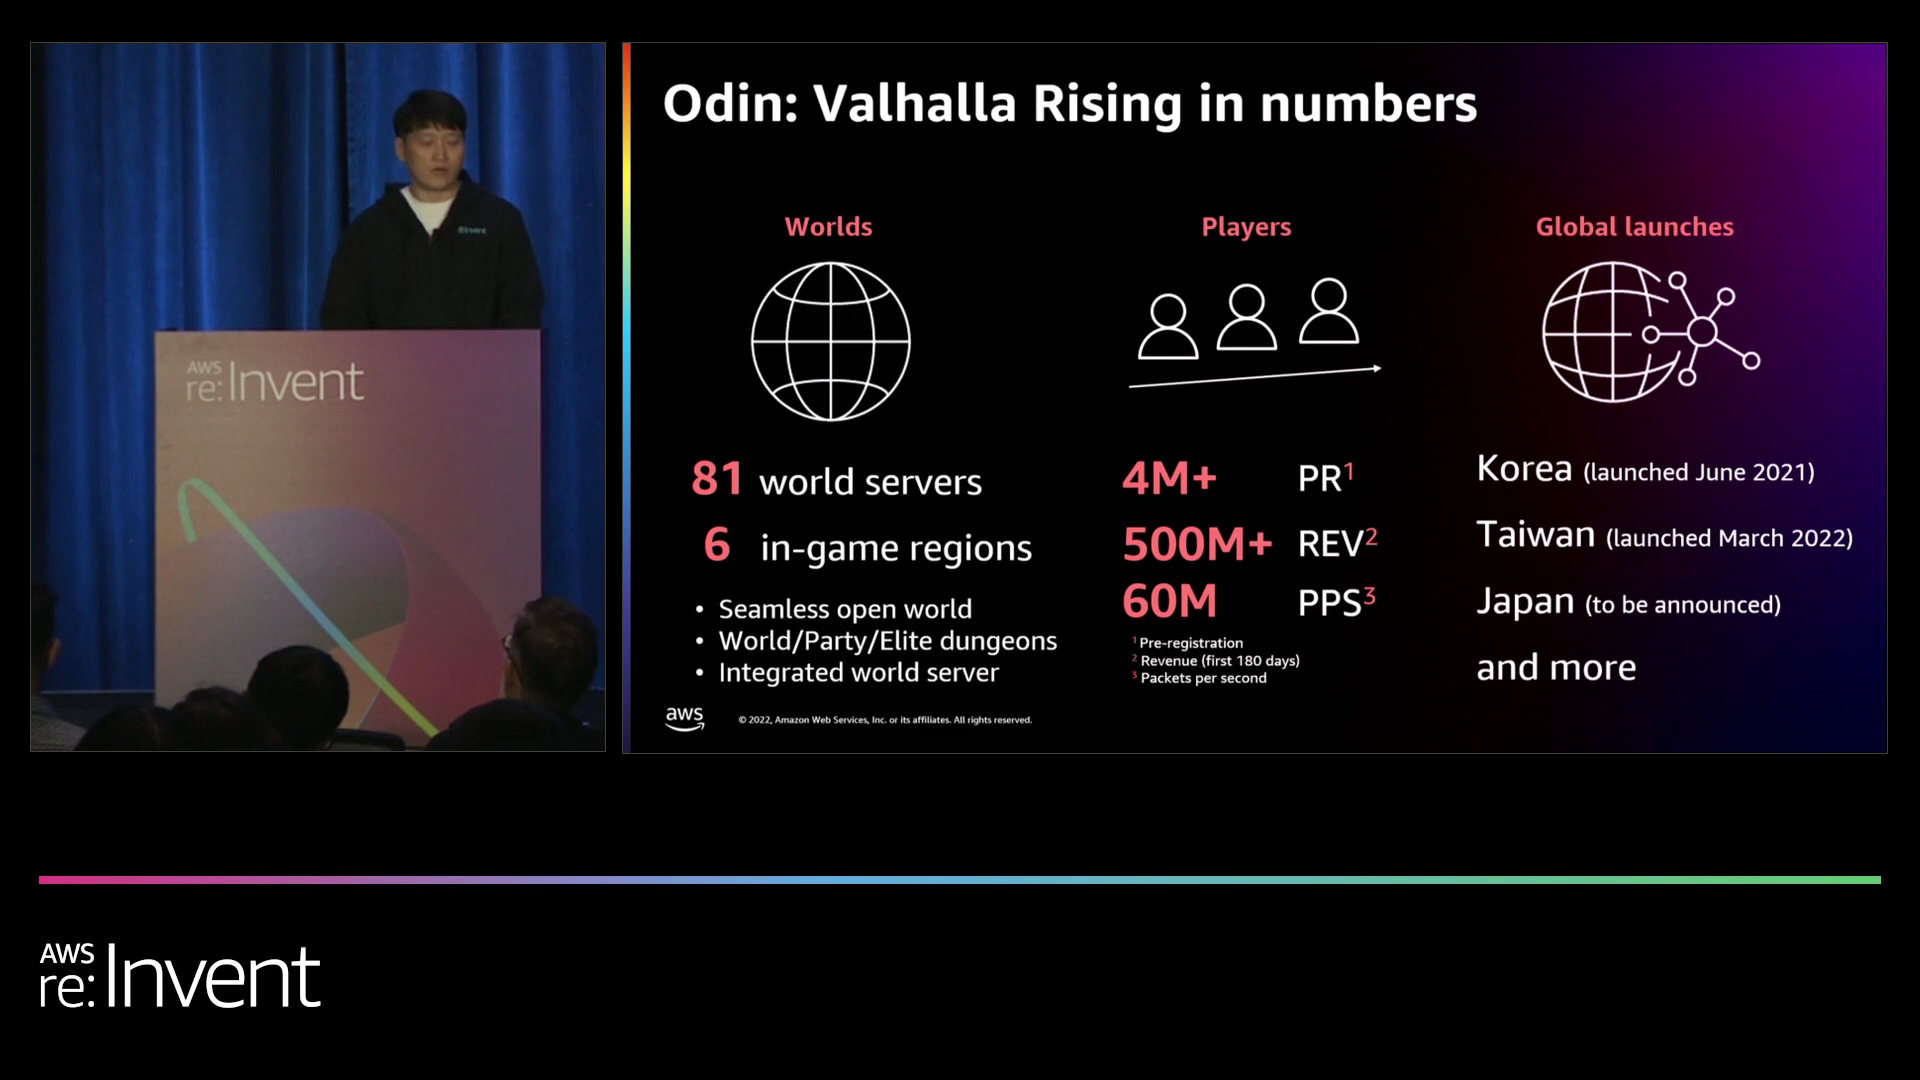 AWS
re:Invent
Odin: Valhalla Rising in numbers
Worlds
81 world servers
6 in-game regions
• Seamless open world
• World/Party/Elite dungeons
• Integrated world server
Players
4M+ PR¹
500M+ REV²
60M PPS³
¹ Pre-registration
² Revenue (first 180 days)
³ Packets per second
Global launches
Korea (launched June 2021)
Taiwan (launched March 2022)
Japan (to be announced)
and more
aws
© 2022, Amazon Web Services, Inc. or its affiliates. All rights reserved.
AWS
re:Invent